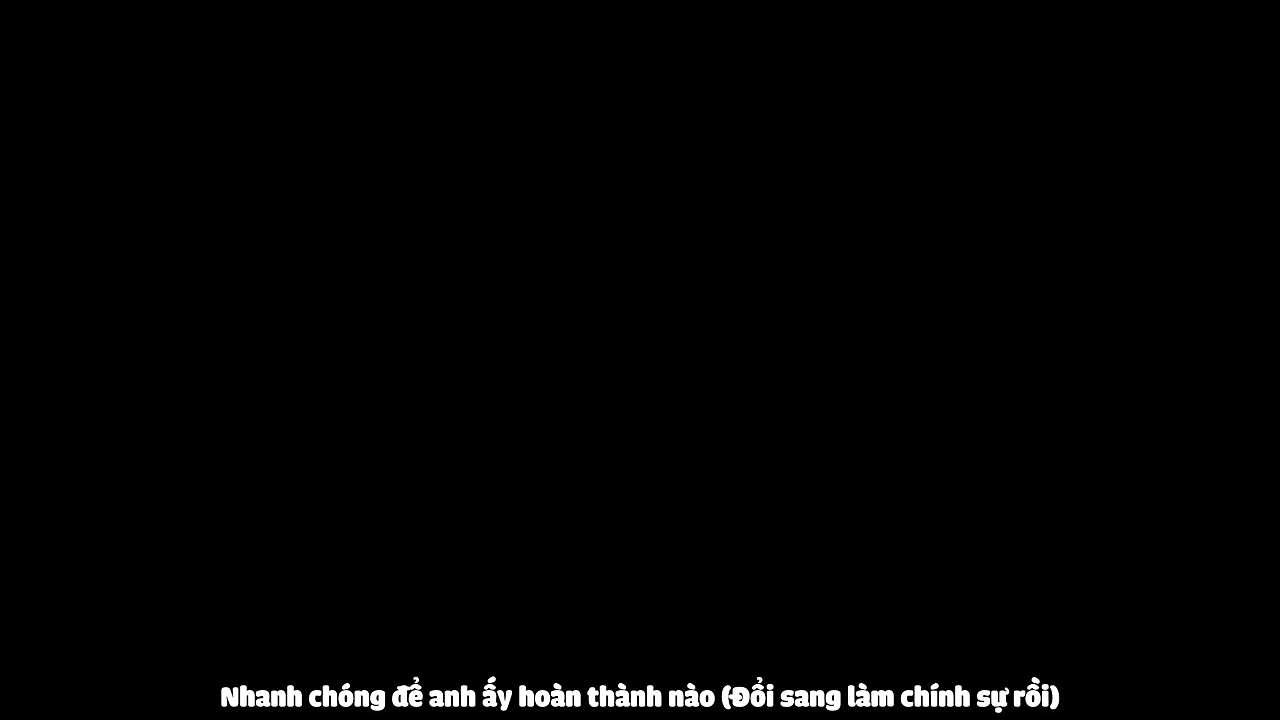 Nhanh chóng để anh ấy hoàn thành nào (Đổi sang làm chính sự rồi)